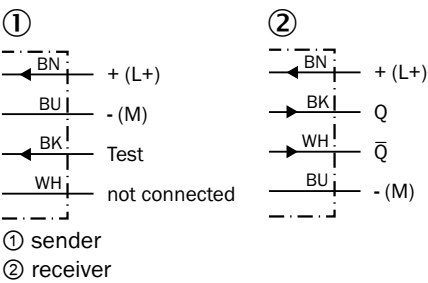 ① ②
BN + (L+)
BU - (M)
BK Test
WH not connected
BN + (L+)
BK Q
WH Q̅
BU - (M)
① sender
② receiver